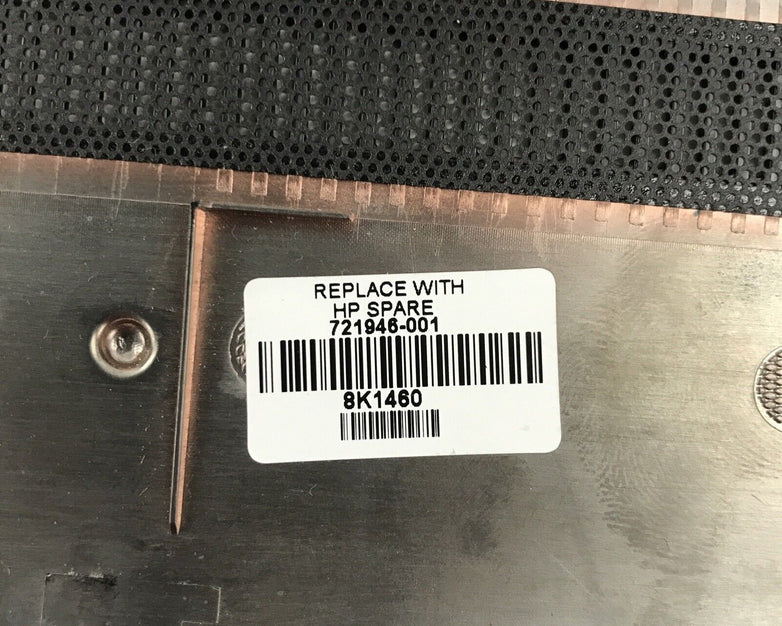 REPLACE WITH
HP SPARE
721946-001
8K1460